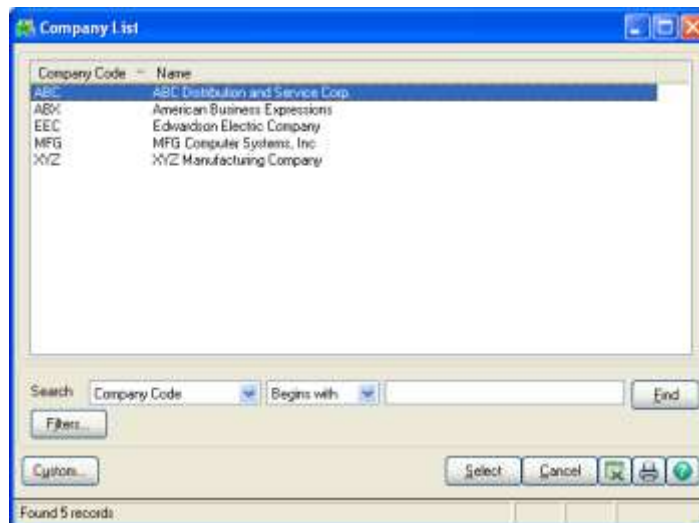 Company List
Company Code Name
ABC ABC Distribution and Service Corp.
ABX American Business Expressions
EEC Edwardson Electric Company
MFG MFG Computer Systems, Inc
XYZ XYZ Manufacturing Company
Search Company Code Begins with Find
Filters...
Custom... Select Cancel
Found 5 records